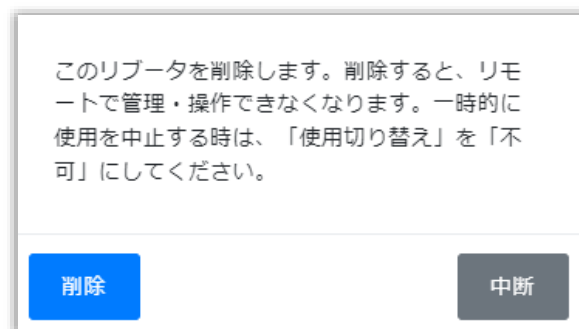 このリブータを削除します。削除すると、リモ
ートで管理・操作できなくなります。一時的に
使用を中止する時は、「使用切り替え」を「不
可」にしてください。
削除
中断